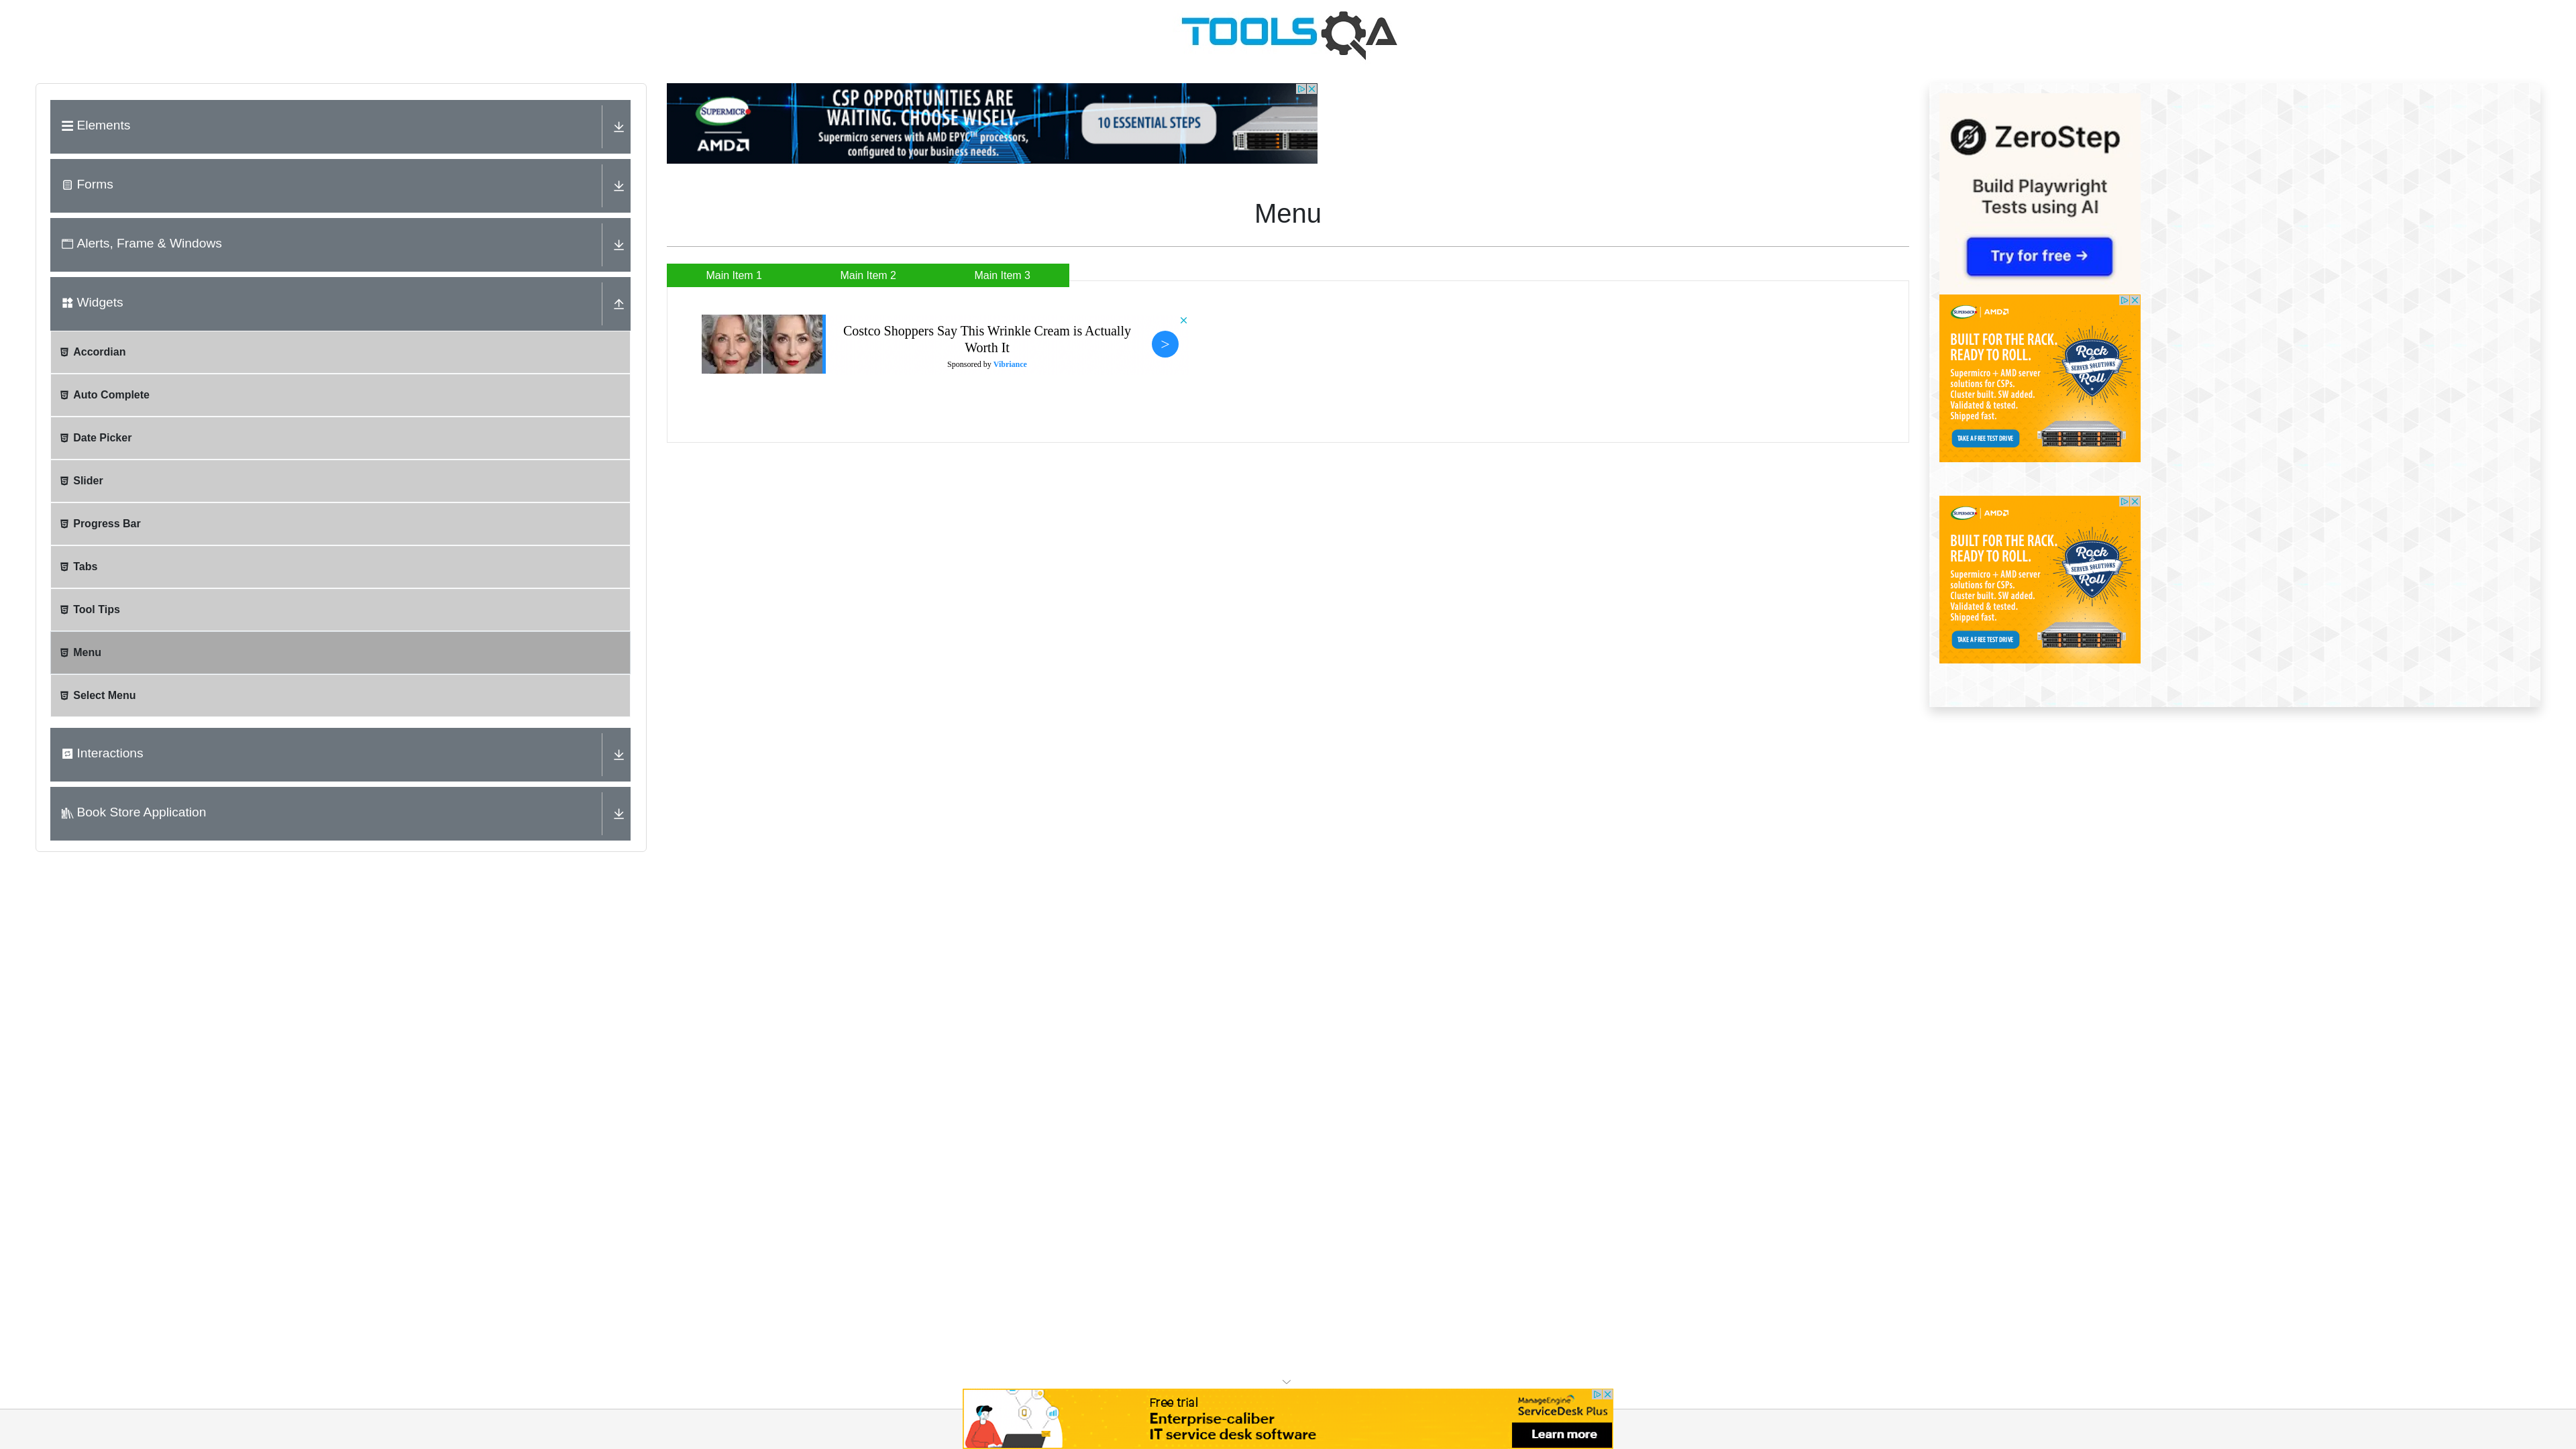 TOOLSQA
Elements
Forms
Alerts, Frame & Windows
Widgets
Accordian
Auto Complete
Date Picker
Slider
Progress Bar
Tabs
Tool Tips
Menu
Select Menu
Interactions
Book Store Application
SUPERMICRO
AMD
CSP OPPORTUNITIES ARE
WAITING. CHOOSE WISELY.
Supermicro servers with AMD EPYC™ processors,
configured to your business needs.
10 ESSENTIAL STEPS
Menu
Main Item 1
Main Item 2
Main Item 3
Costco Shoppers Say This Wrinkle Cream is Actually
Worth It
Sponsored by Vibriance
>
ZeroStep
Build Playwright
Tests using AI
Try for free →
SUPERMICRO AMD
BUILT FOR THE RACK.
READY TO ROLL.
Supermicro + AMD server
solutions for CSPs.
Cluster built. SW added.
Validated & tested.
Shipped fast.
TAKE A FREE TEST DRIVE
Rock &
SERVER SOLUTIONS
Roll
SUPERMICRO AMD
BUILT FOR THE RACK.
READY TO ROLL.
Supermicro + AMD server
solutions for CSPs.
Cluster built. SW added.
Validated & tested.
Shipped fast.
TAKE A FREE TEST DRIVE
Rock &
SERVER SOLUTIONS
Roll
Free trial
Enterprise-caliber
IT service desk software
ManageEngine
ServiceDesk Plus
Learn more